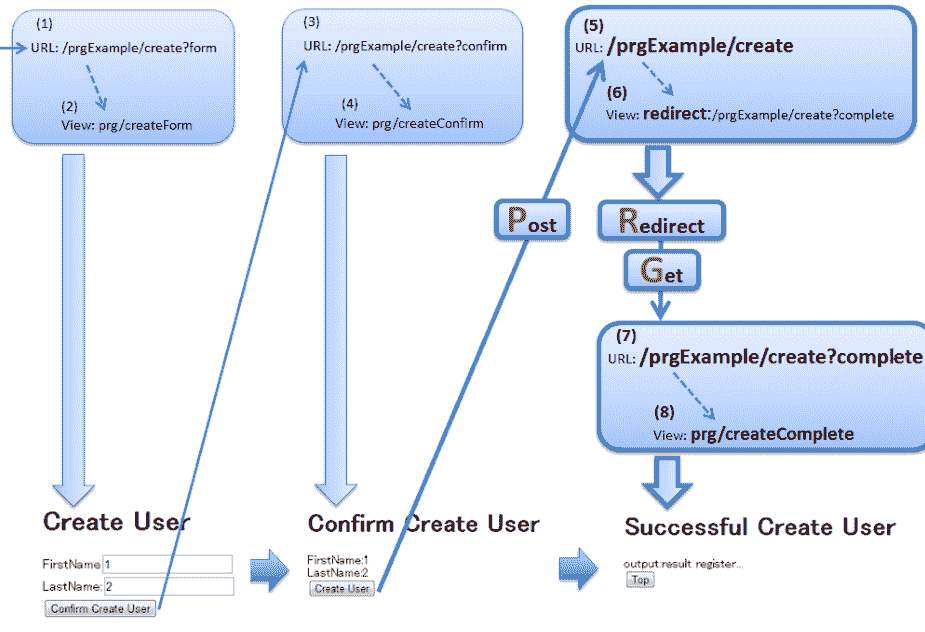 (1)
URL: /prgExample/create?form
(2)
View: prg/createForm
(3)
URL: /prgExample/create?confirm
(4)
View: prg/createConfirm
(5)
URL: /prgExample/create
(6)
View: redirect:/prgExample/create?complete
Post
Redirect
Get
(7)
URL: /prgExample/create?complete
(8)
View: prg/createComplete
Create User
FirstName 1
LastName: 2
Confirm Create User
Confirm Create User
FirstName:1
LastName:2
Create User
Successful Create User
output:result register...
Top